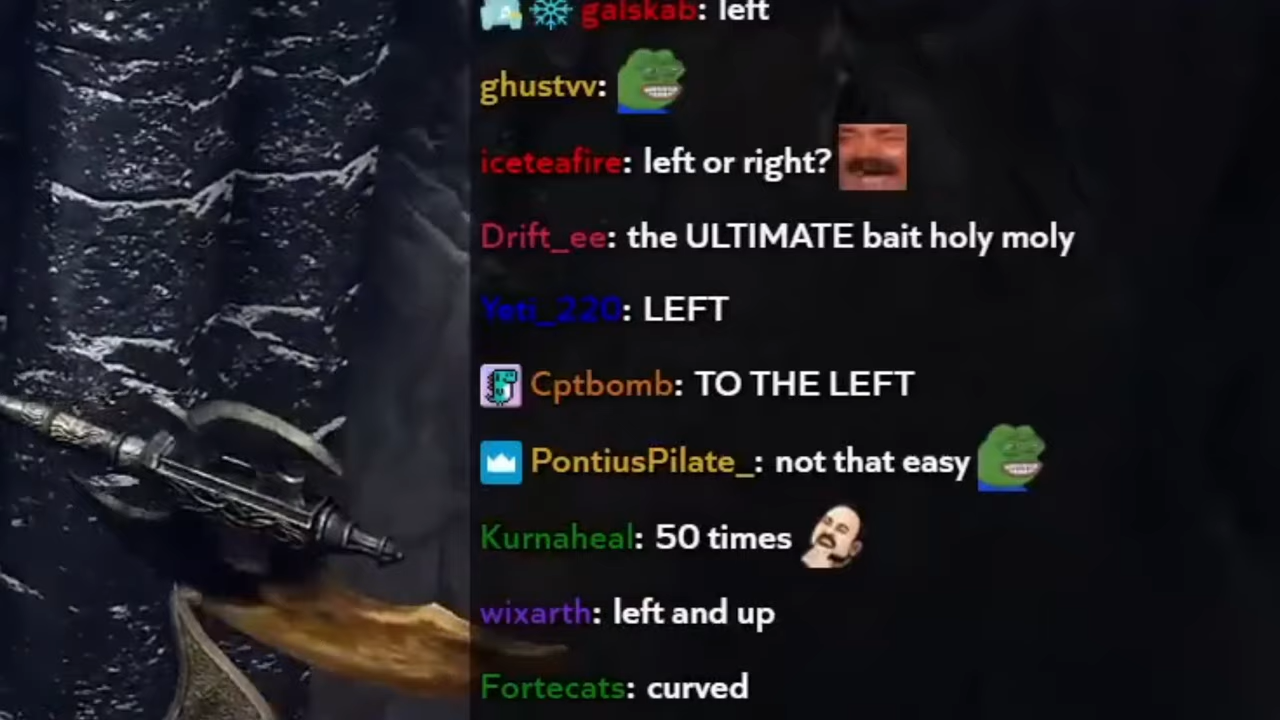 galskab: left
ghustvv:
iceteafire: left or right?
Drift_ee: the ULTIMATE bait holy moly
Yeti_220: LEFT
Cptbomb: TO THE LEFT
PontiusPilate_: not that easy
Kurnaheal: 50 times
wixarth: left and up
Fortecats: curved